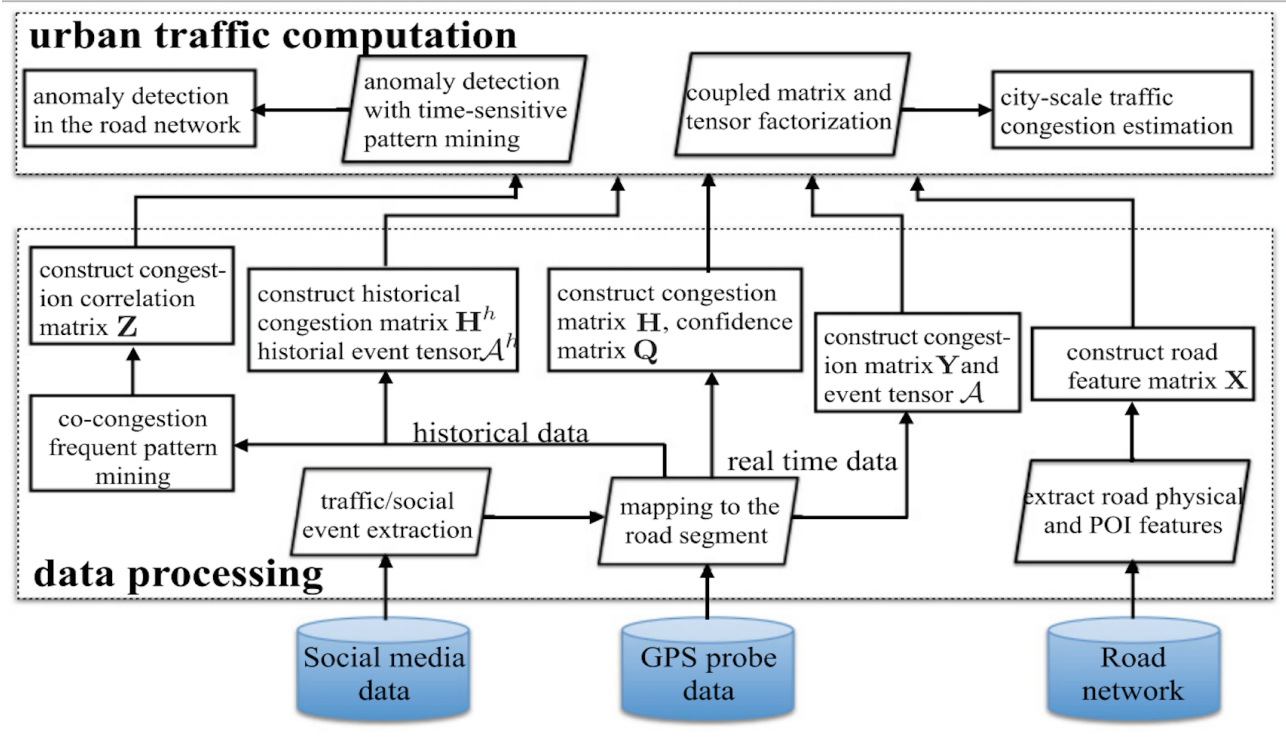 urban traffic computation
anomaly detection
in the road network
anomaly detection
with time-sensitive
pattern mining
coupled matrix and
tensor factorization
city-scale traffic
congestion estimation
construct congest-
ion correlation
matrix Z
construct historical
congestion matrix H^h
historial event tensor 𝒜^h
construct congestion
matrix H, confidence
matrix Q
construct congest-
ion matrix Y and
event tensor 𝒜
construct road
feature matrix X
co-congestion
frequent pattern
mining
historical data
real time data
traffic/social
event extraction
mapping to the
road segment
extract road physical
and POI features
data processing
Social media
data
GPS probe
data
Road
network